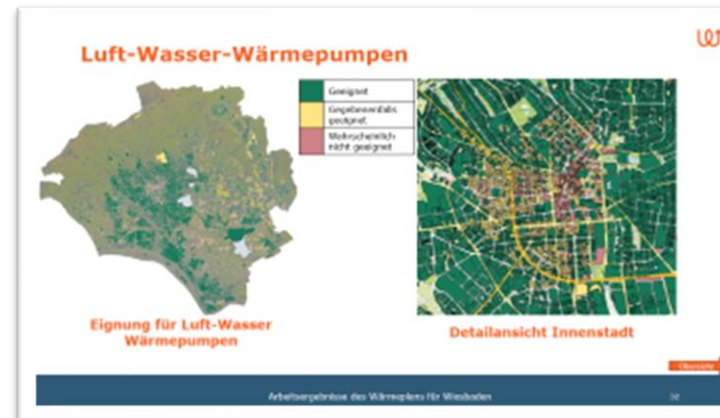 Luft-Wasser-Wärmepumpen
Geeignet
Gegebenenfalls
geeignet
Wahrscheinlich
nicht geeignet
Eignung für Luft-Wasser
Wärmepumpen
Detailansicht Innenstadt
Übersicht
Arbeitsergebnisse des Wärmeplans für Wiesbaden